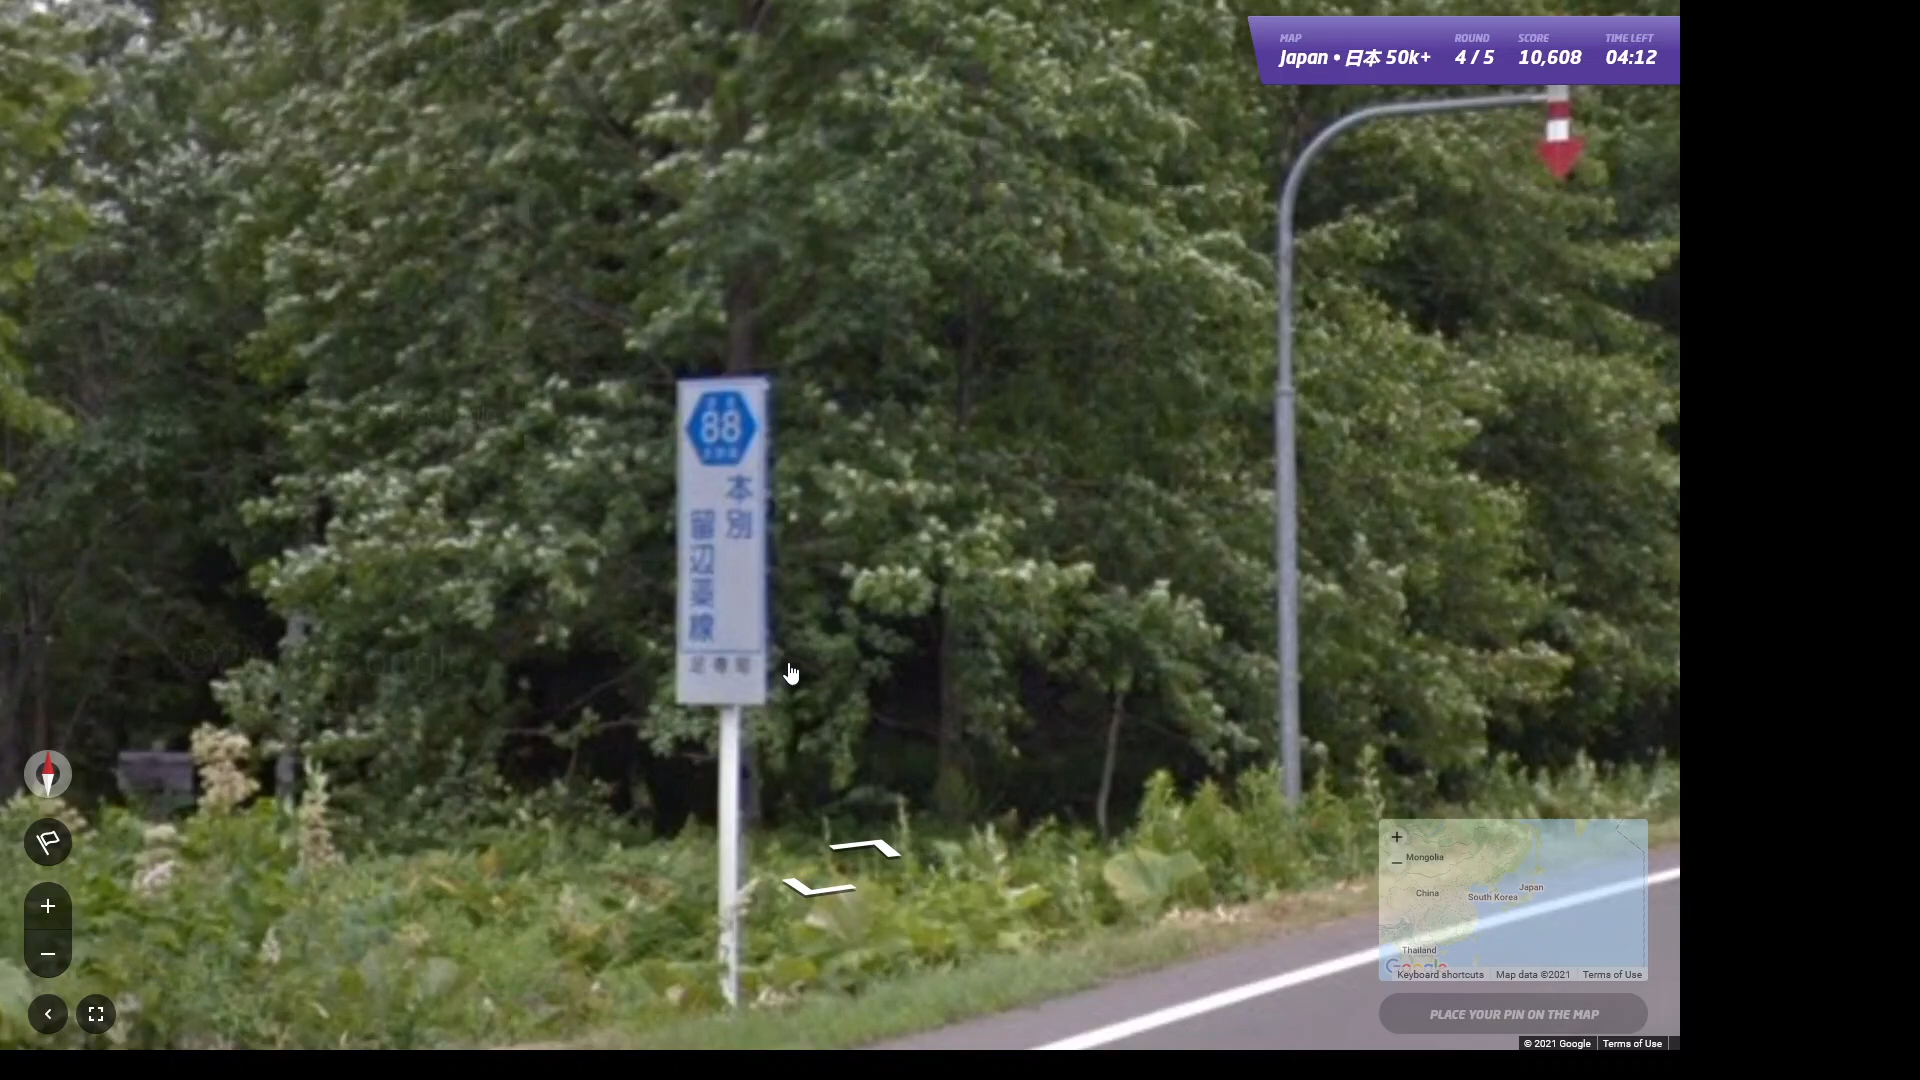 MAP
Japan • 日本 50k+
ROUND
4 / 5
SCORE
10,608
TIME LEFT
04:12
88
本別
留辺蘂線
Mongolia
China
Japan
South Korea
Thailand
Google
Keyboard shortcuts
Map data ©2021
Terms of Use
PLACE YOUR PIN ON THE MAP
© 2021 Google
Terms of Use